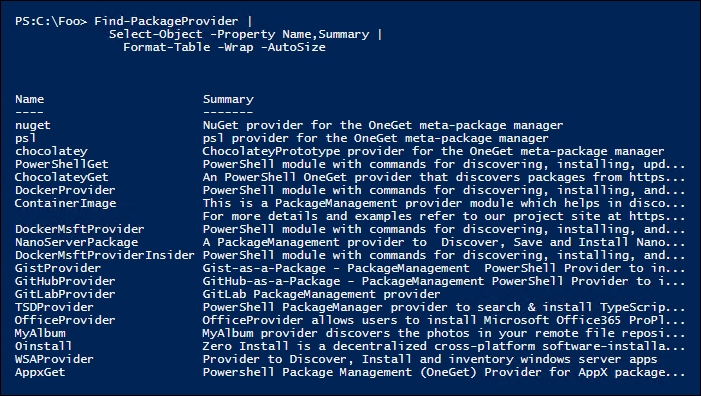 PS:C:\Foo> Find-PackageProvider |
Select-Object -Property Name,Summary |
Format-Table -Wrap -AutoSize
Name Summary
---- -------
nuget NuGet provider for the OneGet meta-package manager
psl psl provider for the OneGet meta-package manager
chocolatey ChocolateyPrototype provider for the OneGet meta-package manager
PowerShellGet PowerShell module with commands for discovering, installing, upd...
ChocolateyGet An PowerShell OneGet provider that discovers packages from https...
DockerProvider PowerShell module with commands for discovering, installing, and...
ContainerImage This is a PackageManagement provider module which helps in disco...
For more details and examples refer to our project site at https...
DockerMsftProvider PowerShell module with commands for discovering, installing, and...
NanoServerPackage A PackageManagement provider to  Discover, Save and Install Nano...
DockerMsftProviderInsider PowerShell module with commands for discovering, installing, and...
GistProvider Gist-as-a-Package - PackageManagement  PowerShell Provider to in...
GitHubProvider GitHub-as-a-Package - PackageManagement PowerShell Provider to i...
GitLabProvider GitLab PackageManagement provider
TSDProvider PowerShell PackageManager provider to search & install TypeScrip...
OfficeProvider OfficeProvider allows users to install Microsoft Office365 ProPl...
MyAlbum MyAlbum provider discovers the photos in your remote file reposi...
0install Zero Install is a decentralized cross-platform software-installa...
WSAProvider Provider to Discover, Install and inventory windows server apps
AppxGet Powershell Package Management (OneGet) Provider for AppX package...